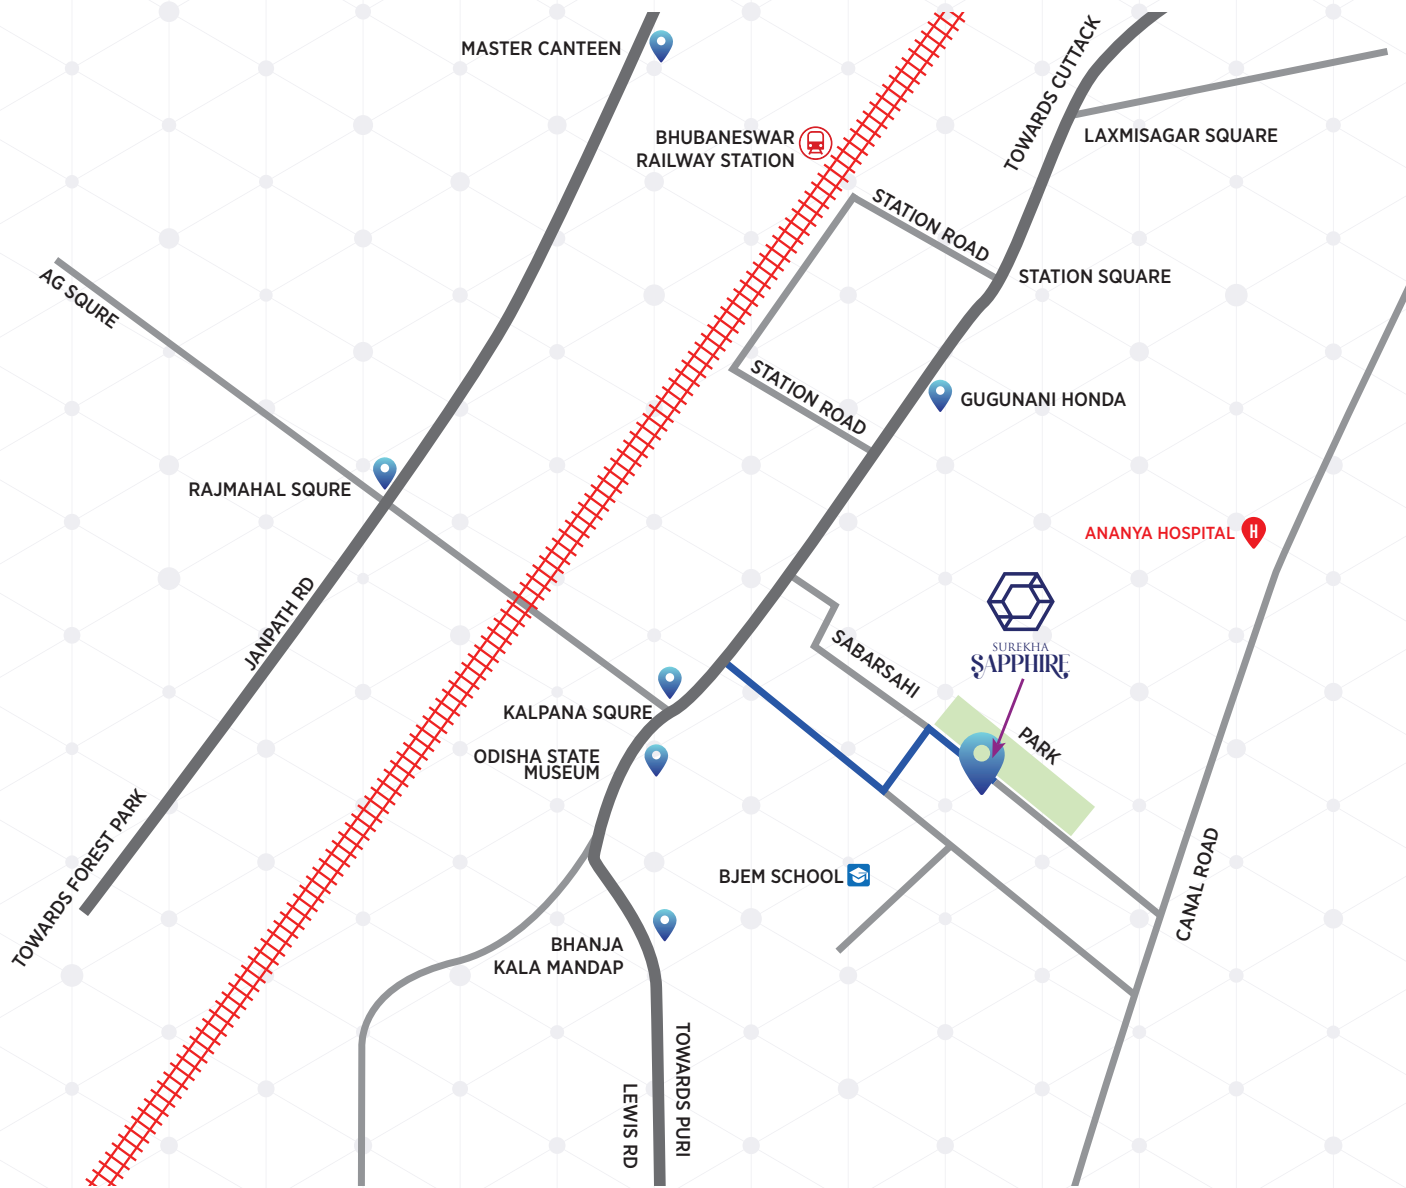 MASTER CANTEEN
TOWARDS CUTTACK
BHUBANESWAR
RAILWAY STATION
LAXMISAGAR SQUARE
STATION ROAD
STATION SQUARE
AG SQURE
STATION ROAD
GUGUNANI HONDA
RAJMAHAL SQURE
ANANYA HOSPITAL
H
JANPATH RD
SABARSAHI
SUREKHA
SAPPHIRE
KALPANA SQURE
PARK
ODISHA STATE
MUSEUM
TOWARDS FOREST PARK
BJEM SCHOOL
CANAL ROAD
BHANJA
KALA MANDAP
TOWARDS PURI
LEWIS RD